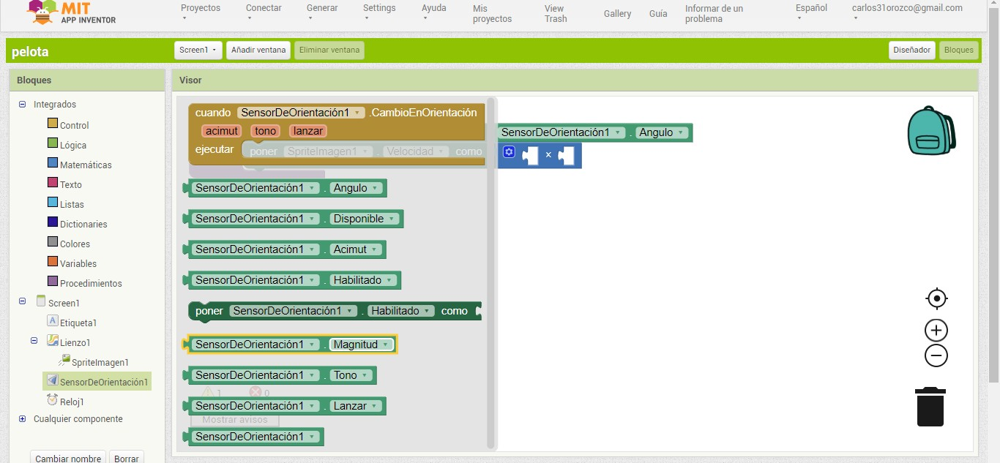 MIT
APP INVENTOR
Proyectos
Conectar
Generar
Settings
Ayuda
Mis proyectos
View Trash
Gallery
Guía
Informar de un problema
Español
carlos31orozco@gmail.com
pelota
Screen1
Añadir ventana
Eliminar ventana
Diseñador
Bloques
Bloques
Visor
Integrados
Control
Lógica
Matemáticas
Texto
Listas
Dictionaries
Colores
Variables
Procedimientos
Screen1
Etiqueta1
Lienzo1
SpriteImagen1
SensorDeOrientación1
Reloj1
Cualquier componente
Cambiar nombre
Borrar
cuando SensorDeOrientación1 .CambioEnOrientación
acimut tono lanzar
ejecutar poner SpriteImagen1 . Velocidad como
SensorDeOrientación1 . Angulo
×
SensorDeOrientación1 . Angulo
SensorDeOrientación1 . Disponible
SensorDeOrientación1 . Acimut
SensorDeOrientación1 . Habilitado
poner SensorDeOrientación1 . Habilitado como
SensorDeOrientación1 . Magnitud
SensorDeOrientación1 . Tono
1 0
SensorDeOrientación1 . Lanzar
Mostrar avisos
SensorDeOrientación1